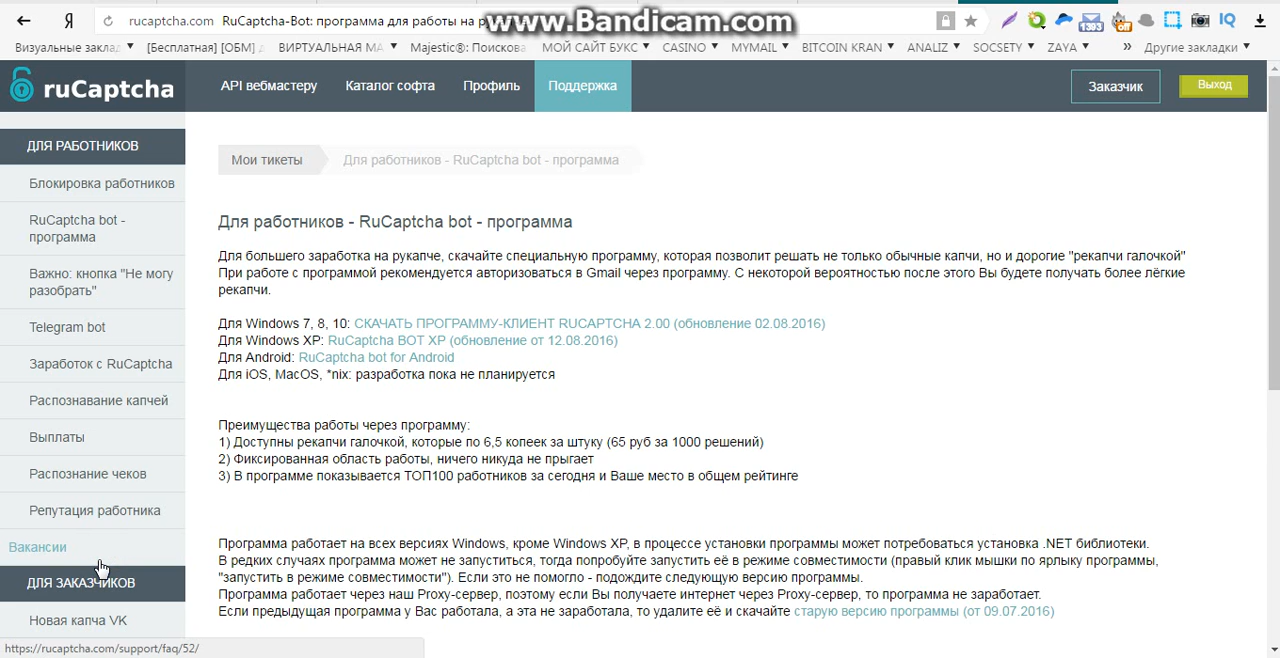 www.Bandicam.com
Я rucaptcha.com RuCaptcha-Bot: программа для работы на
Визуальные заклад [Бесплатная] [ОБМ] ВИРТУАЛЬНАЯ МА Majestic®: Поискова МОЙ САЙТ БУКС CASINO MYMAIL BITCOIN KRAN ANALIZ SOCSETY ZAYA » Другие закладки
ruCaptcha
API вебмастеру Каталог софта Профиль Поддержка Заказчик Выход
ДЛЯ РАБОТНИКОВ
Блокировка работников
RuCaptcha bot -
программа
Важно: кнопка "Не могу
разобрать"
Telegram bot
Заработок с RuCaptcha
Распознавание капчей
Выплаты
Распознание чеков
Репутация работника
Вакансии
ДЛЯ ЗАКАЗЧИКОВ
Новая капча VK
Мои тикеты Для работников - RuCaptcha bot - программа
Для работников - RuCaptcha bot - программа
Для большего заработка на рукапче, скачайте специальную программу, которая позволит решать не только обычные капчи, но и дорогие "рекапчи галочкой"
При работе с программой рекомендуется авторизоваться в Gmail через программу. С некоторой вероятностью после этого Вы будете получать более лёгкие
рекапчи.
Для Windows 7, 8, 10: СКАЧАТЬ ПРОГРАММУ-КЛИЕНТ RUCAPTCHA 2.00 (обновление 02.08.2016)
Для Windows XP: RuCaptcha BOT XP (обновление от 12.08.2016)
Для Android: RuCaptcha bot for Android
Для iOS, MacOS, *nix: разработка пока не планируется
Преимущества работы через программу:
1) Доступны рекапчи галочкой, которые по 6,5 копеек за штуку (65 руб за 1000 решений)
2) Фиксированная область работы, ничего никуда не прыгает
3) В программе показывается ТОП100 работников за сегодня и Ваше место в общем рейтинге
Программа работает на всех версиях Windows, кроме Windows XP, в процессе установки программы может потребоваться установка .NET библиотеки.
В редких случаях программа может не запуститься, тогда попробуйте запустить её в режиме совместимости (правый клик мышки по ярлыку программы,
"запустить в режиме совместимости"). Если это не помогло - подождите следующую версию программы.
Программа работает через наш Proxy-сервер, поэтому если Вы получаете интернет через Proxy-сервер, то программа не заработает.
Если предыдущая программа у Вас работала, а эта не заработала, то удалите её и скачайте старую версию программы (от 09.07.2016)
https://rucaptcha.com/support/faq/52/